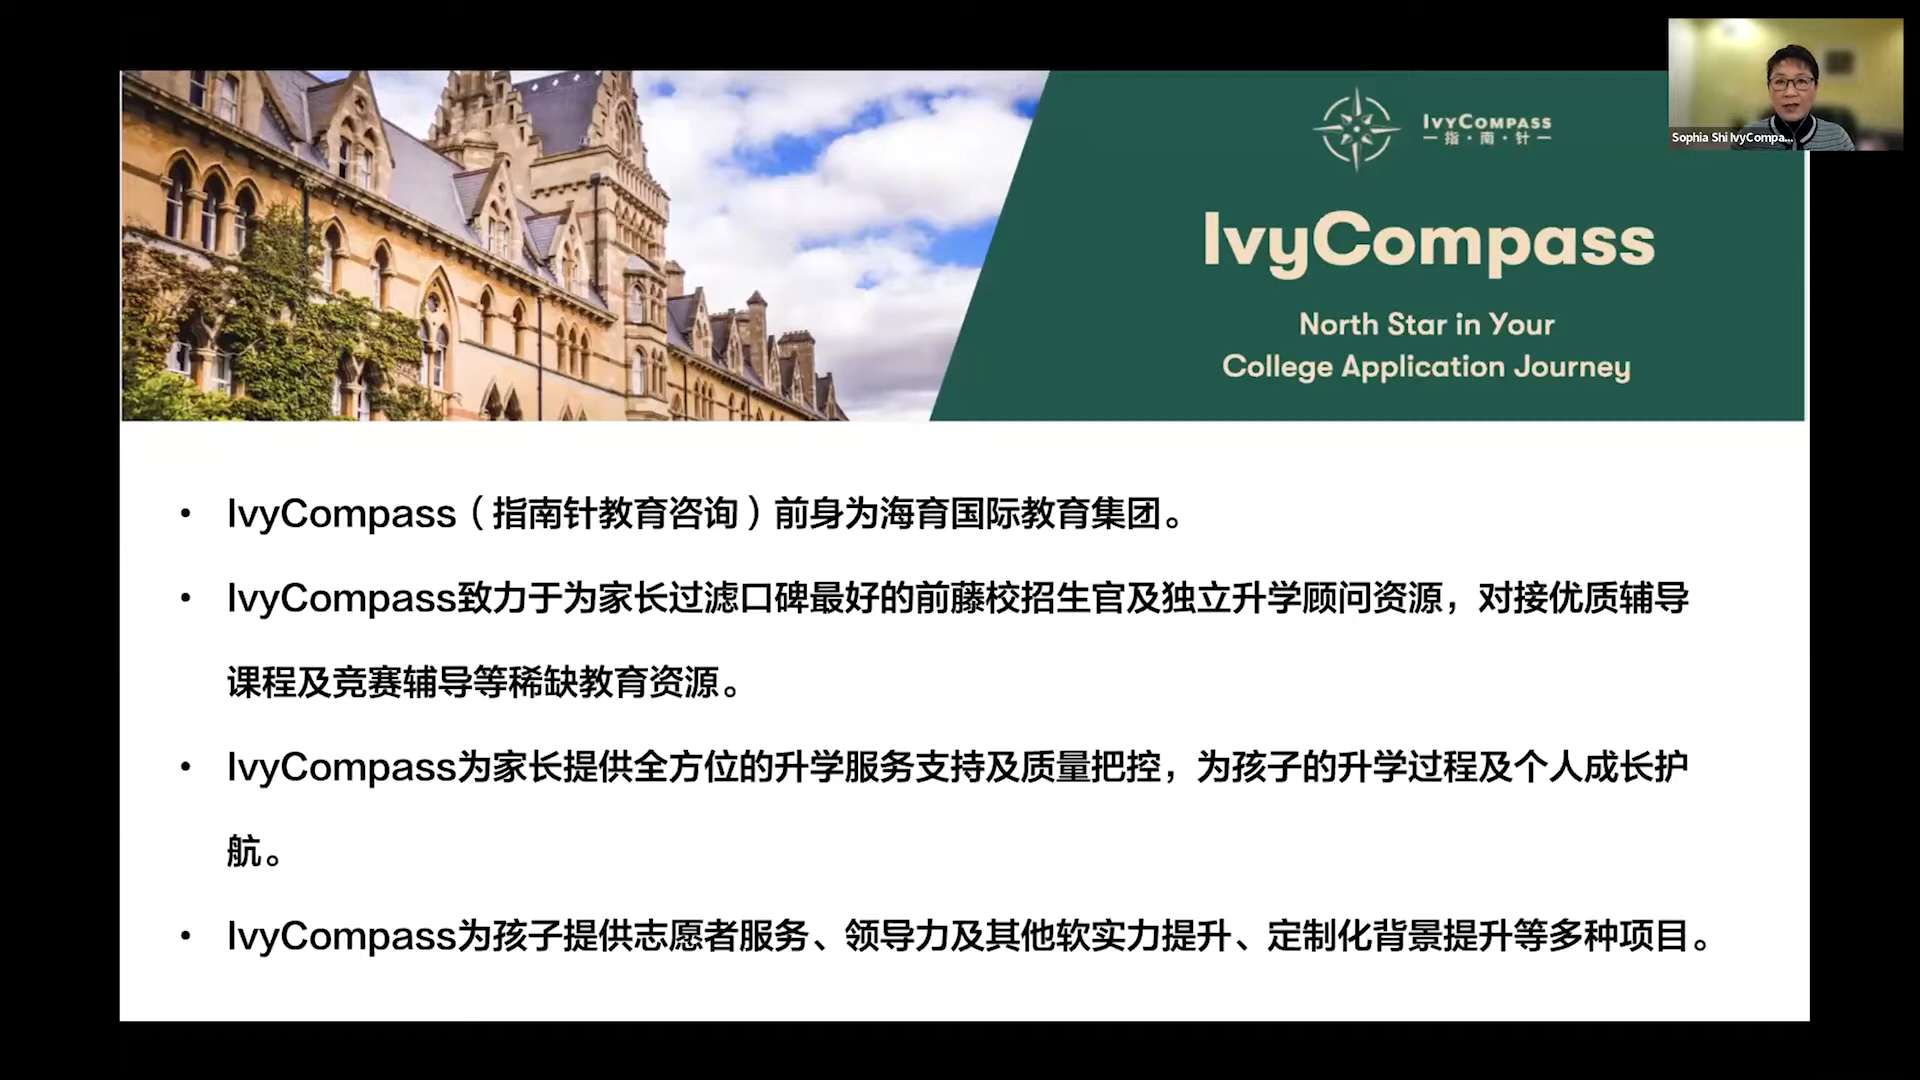 IVYCOMPASS
指·南·针
Sophia Shi IvyCompa...
IvyCompass
North Star in Your
College Application Journey
• IvyCompass（指南针教育咨询）前身为海育国际教育集团。
• IvyCompass致力于为家长过滤口碑最好的前藤校招生官及独立升学顾问资源，对接优质辅导
课程及竞赛辅导等稀缺教育资源。
• IvyCompass为家长提供全方位的升学服务支持及质量把控，为孩子的升学过程及个人成长护
航。
• IvyCompass为孩子提供志愿者服务、领导力及其他软实力提升、定制化背景提升等多种项目。